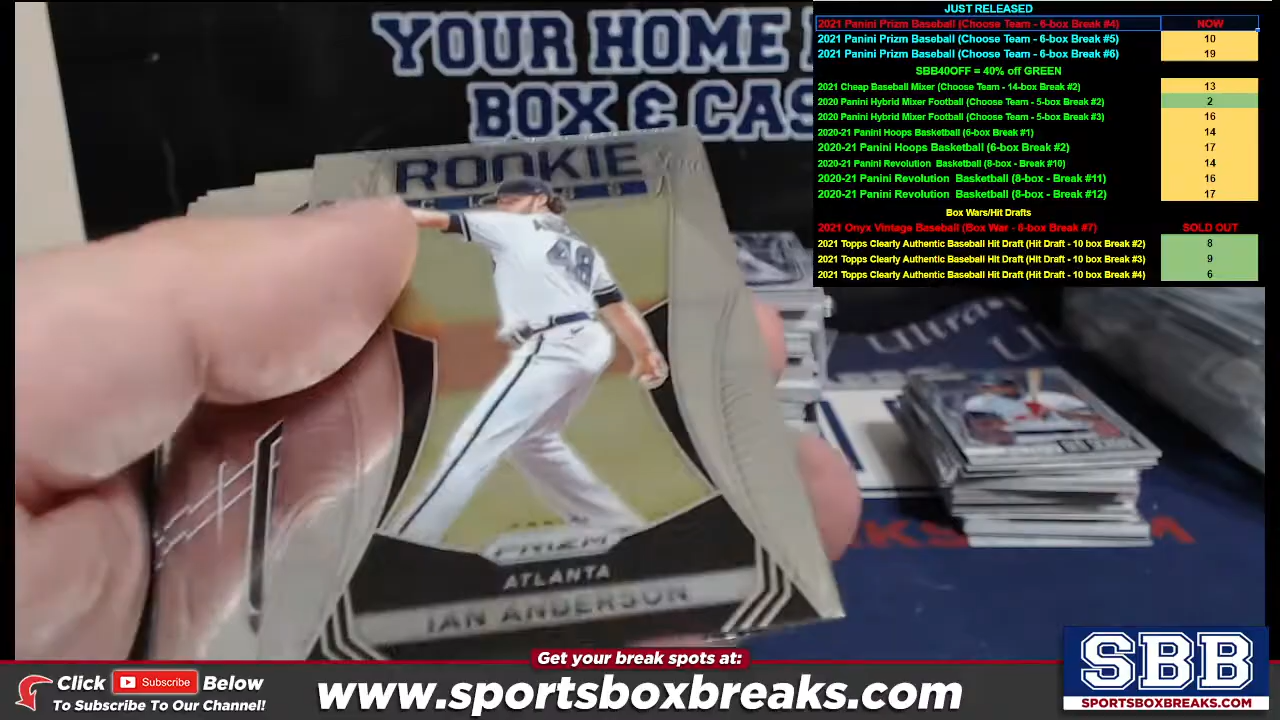 YOUR HOME
BOX & CAS
JUST RELEASED
2021 Panini Prizm Baseball (Choose Team - 6-box Break #4) NOW
2021 Panini Prizm Baseball (Choose Team - 6-box Break #5) 10
2021 Panini Prizm Baseball (Choose Team - 6-box Break #6) 19
SBB40OFF = 40% off GREEN
2021 Cheap Baseball Mixer (Choose Team - 14-box Break #2) 13
2020 Panini Hybrid Mixer Football (Choose Team - 5-box Break #2) 2
2020 Panini Hybrid Mixer Football (Choose Team - 5-box Break #3) 16
2020-21 Panini Hoops Basketball (6-box Break #1) 14
2020-21 Panini Hoops Basketball (6-box Break #2) 17
2020-21 Panini Revolution Basketball (8-box - Break #10) 14
2020-21 Panini Revolution Basketball (8-box - Break #11) 16
2020-21 Panini Revolution Basketball (8-box - Break #12) 17
Box Wars/Hit Drafts
2021 Onyx Vintage Baseball (Box War - 6-box Break #7) SOLD OUT
2021 Topps Clearly Authentic Baseball Hit Draft (Hit Draft - 10 box Break #2) 8
2021 Topps Clearly Authentic Baseball Hit Draft (Hit Draft - 10 box Break #3) 9
2021 Topps Clearly Authentic Baseball Hit Draft (Hit Draft - 10 box Break #4) 6
ROOKIE
48
PRIZM
ATLANTA
IAN ANDERSON
Get your break spots at:
Click Subscribe Below
To Subscribe To Our Channel!
www.sportsboxbreaks.com
SBB
SPORTSBOXBREAKS.COM